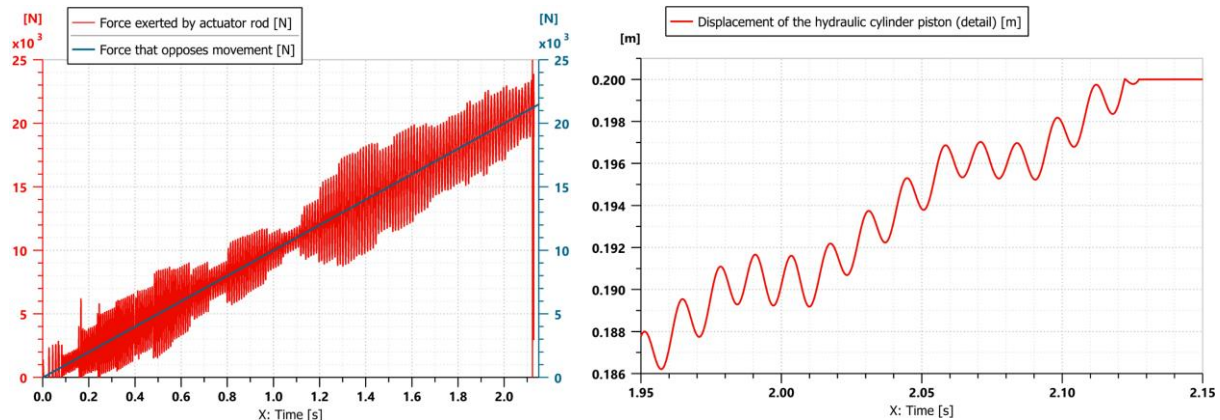 [N]
x10³
Force exerted by actuator rod [N]
Force that opposes movement [N]
[N]
x10³
25
20
15
10
5
0
25
20
15
10
5
0
0.0 0.2 0.4 0.6 0.8 1.0 1.2 1.4 1.6 1.8 2.0
X: Time [s]
Displacement of the hydraulic cylinder piston (detail) [m]
[m]
0.200
0.198
0.196
0.194
0.192
0.190
0.188
0.186
1.95 2.00 2.05 2.10 2.15
X: Time [s]